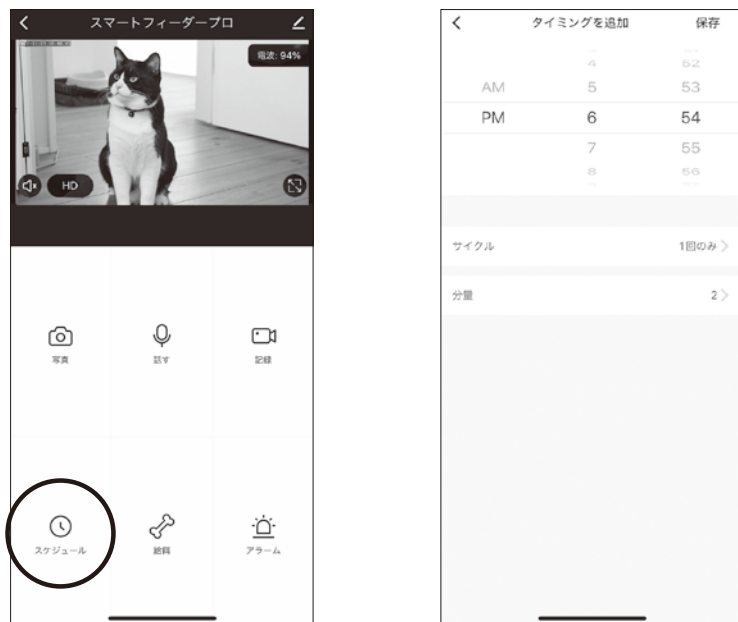 スマートフィーダープロ
電波: 94%
HD
写真
話す
記録
スケジュール
給餌
アラーム
タイミングを追加
保存
4 52
AM 5 53
PM 6 54
7 55
8 56
サイクル
1回のみ
分量
2